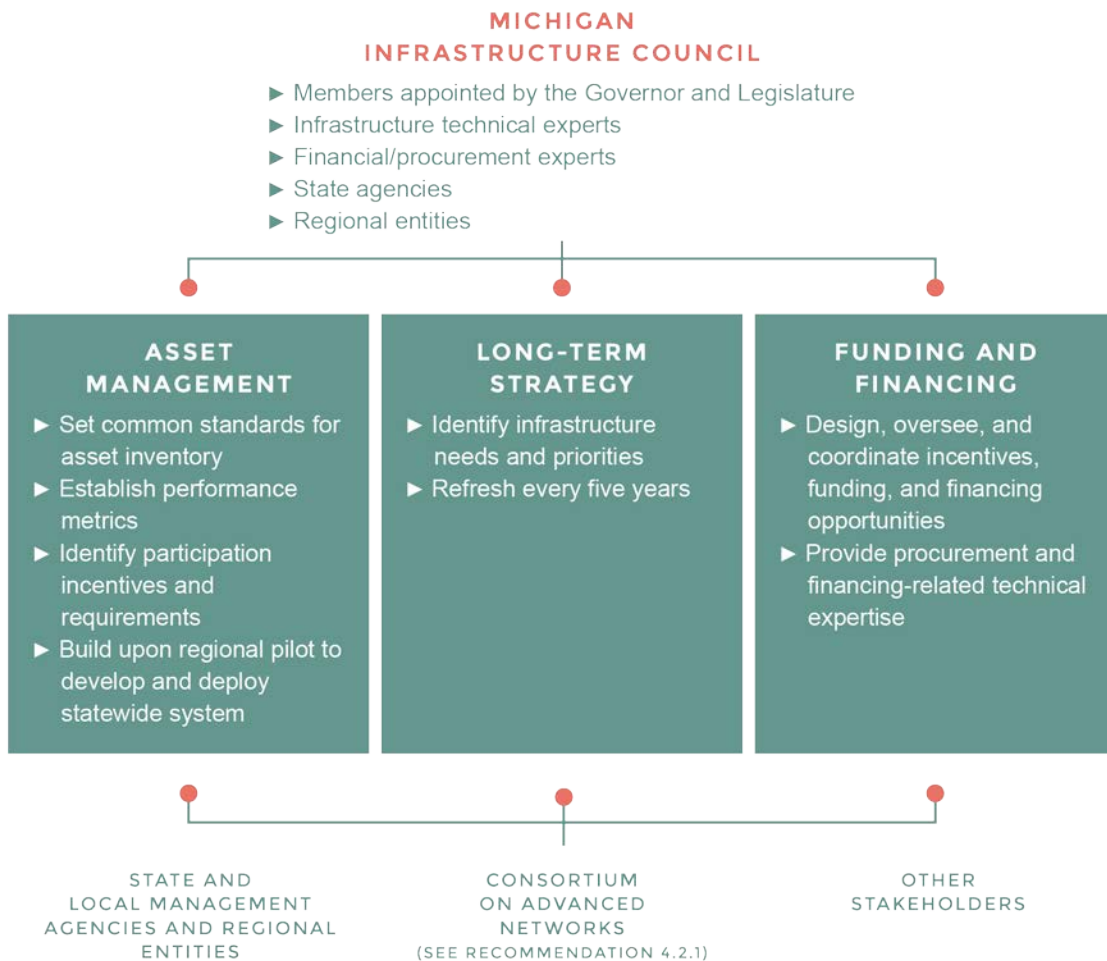 MICHIGAN
INFRASTRUCTURE COUNCIL
► Members appointed by the Governor and Legislature
► Infrastructure technical experts
► Financial/procurement experts
► State agencies
► Regional entities
ASSET
MANAGEMENT
► Set common standards for
asset inventory
► Establish performance
metrics
► Identify participation
incentives and
requirements
► Build upon regional pilot to
develop and deploy
statewide system
LONG-TERM
STRATEGY
► Identify infrastructure
needs and priorities
► Refresh every five years
FUNDING AND
FINANCING
► Design, oversee, and
coordinate incentives,
funding, and financing
opportunities
► Provide procurement and
financing-related technical
expertise
STATE AND
LOCAL MANAGEMENT
AGENCIES AND REGIONAL
ENTITIES
CONSORTIUM
ON ADVANCED
NETWORKS
(SEE RECOMMENDATION 4.2.1)
OTHER
STAKEHOLDERS